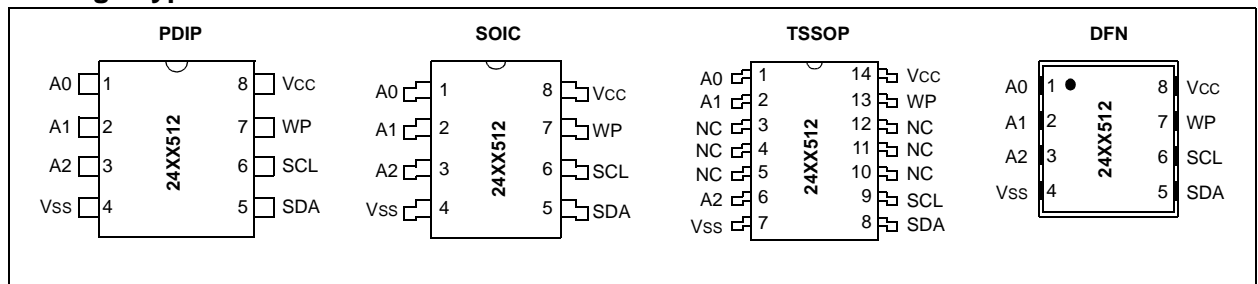 PDIP
A0 1 8 VCC
A1 2 7 WP
A2 3 6 SCL
VSS 4 5 SDA
24XX512
SOIC
A0 1 8 VCC
A1 2 7 WP
A2 3 6 SCL
VSS 4 5 SDA
24XX512
TSSOP
A0 1 14 VCC
A1 2 13 WP
NC 3 12 NC
NC 4 11 NC
NC 5 10 NC
A2 6 9 SCL
VSS 7 8 SDA
24XX512
DFN
A0 1 8 VCC
A1 2 7 WP
A2 3 6 SCL
VSS 4 5 SDA
24XX512